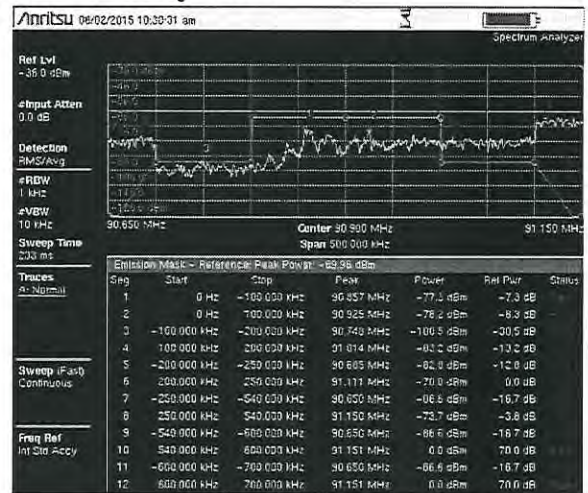 Anritsu 06/02/2015 10:38:31 am
Spectrum Analyzer
Ref Lvl
-36.0 dBm
#Input Atten
0.0 dB
Detection
RMS/Avg
#RBW
1 kHz
#VBW
10 kHz
Sweep Time
203 ms
Traces
A: Normal
Sweep (Fast)
Continuous
Freq Ref
Int Std Accy
90.650 MHz
Center 90.900 MHz
91.150 MHz
Span 500.000 kHz
Emission Mask - Reference: Peak Power: -69.96 dBm
Seg Start Stop Peak Power Rel Pwr Status
1 0 Hz -100.000 kHz 90.857 MHz -77.3 dBm -7.3 dB
2 0 Hz 100.000 kHz 90.925 MHz -78.2 dBm -8.3 dB
3 -100.000 kHz -200.000 kHz 90.748 MHz -100.5 dBm -30.5 dB
4 100.000 kHz 200.000 kHz 91.014 MHz -83.2 dBm -13.2 dB
5 -200.000 kHz -250.000 kHz 90.685 MHz -82.8 dBm -12.8 dB
6 200.000 kHz 250.000 kHz 91.111 MHz -70.0 dBm 0.0 dB
7 -250.000 kHz -540.000 kHz 90.650 MHz -86.6 dBm -16.7 dB
8 250.000 kHz 540.000 kHz 91.150 MHz -73.7 dBm -3.8 dB
9 -540.000 kHz -600.000 kHz 90.650 MHz -86.6 dBm -16.7 dB
10 540.000 kHz 600.000 kHz 91.151 MHz 0.0 dBm 70.0 dB
11 -600.000 kHz -700.000 kHz 90.650 MHz -86.6 dBm -16.7 dB
12 600.000 kHz 700.000 kHz 91.151 MHz 0.0 dBm 70.0 dB